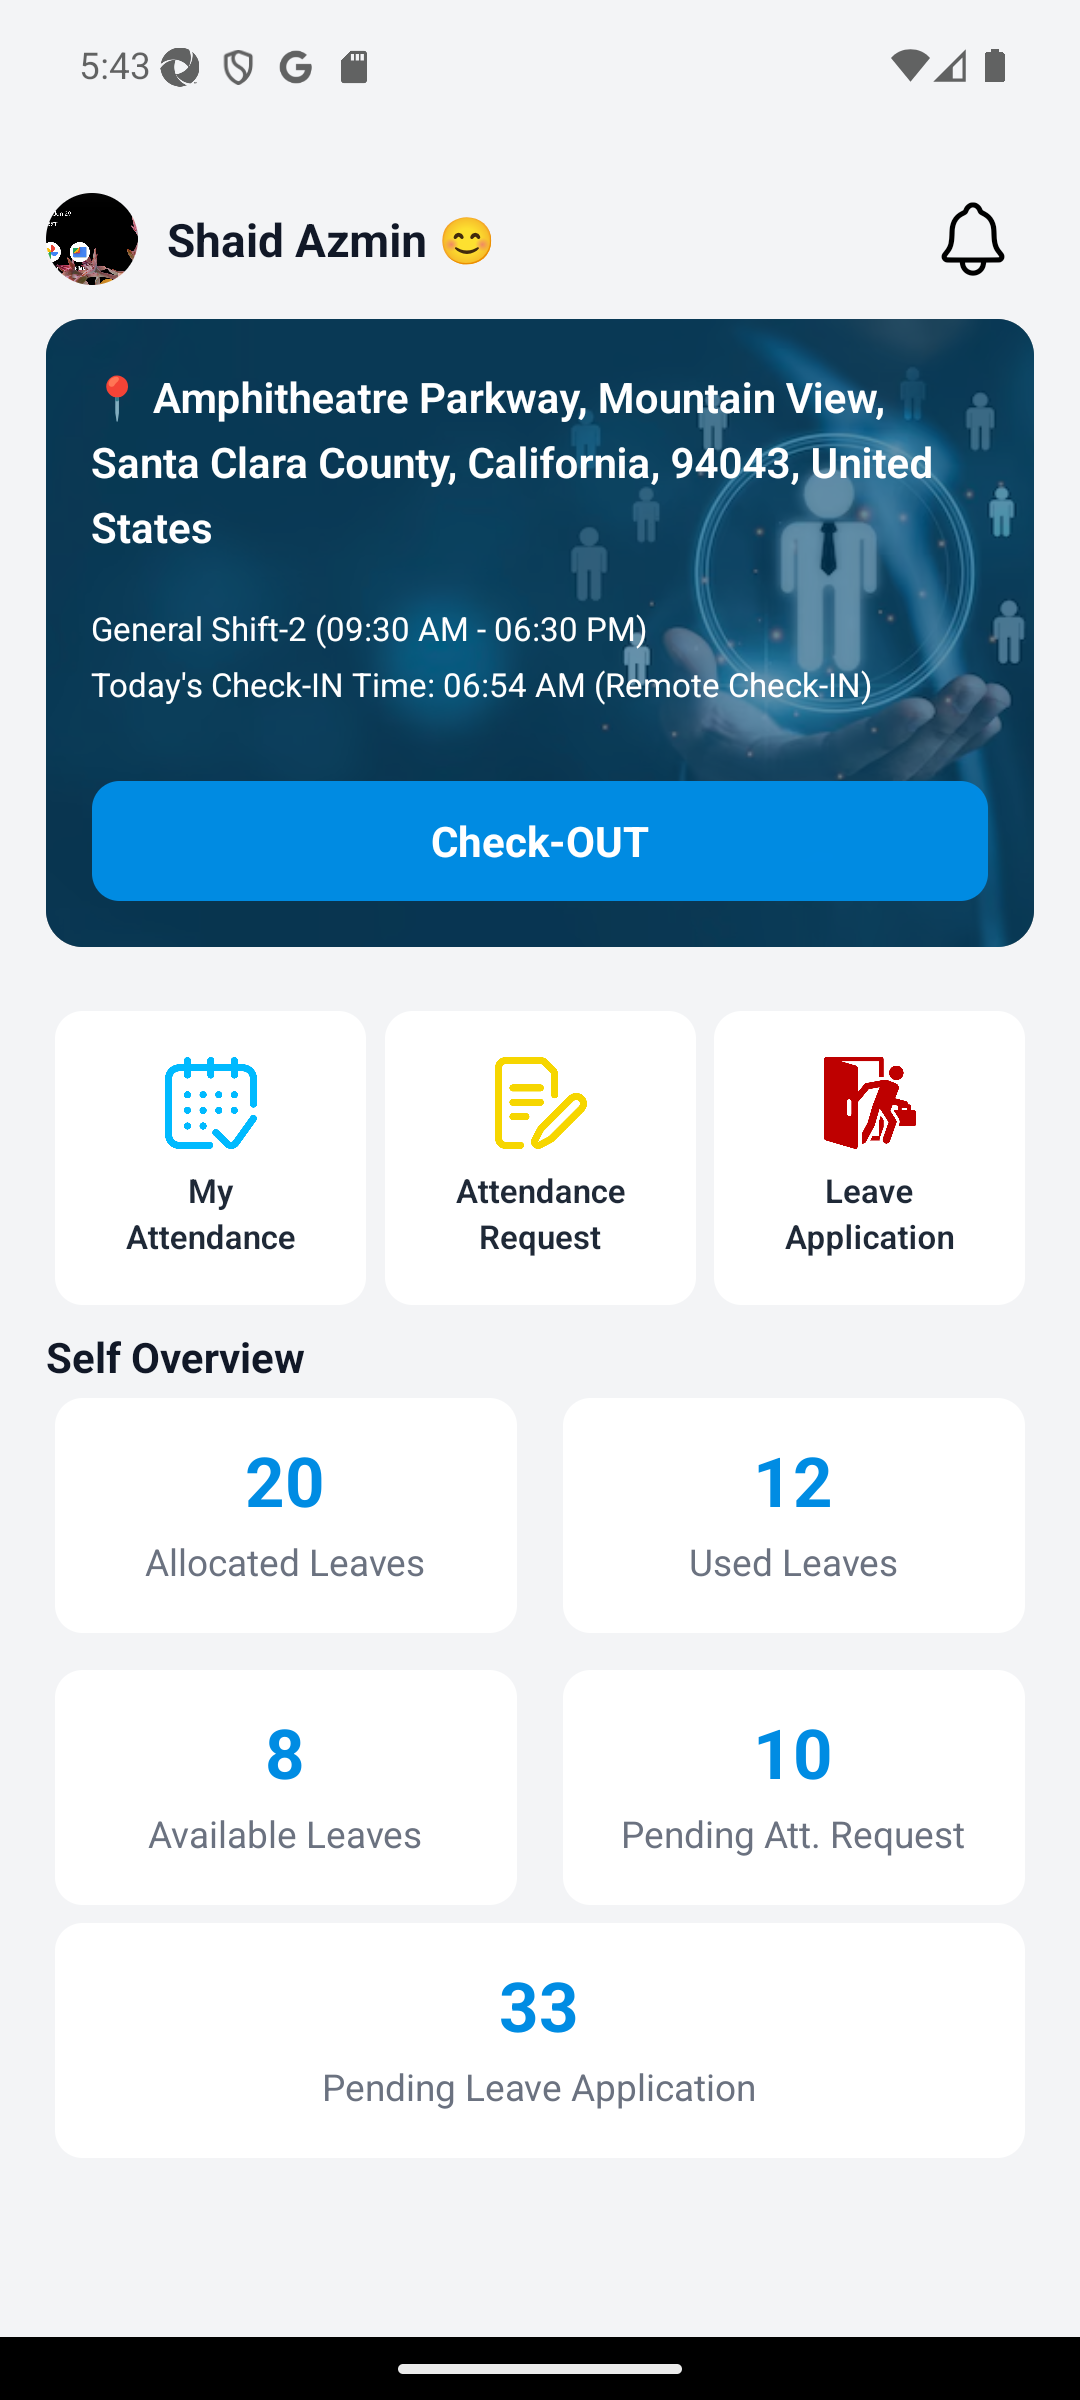 5:43
Shaid Azmin 😊
📍 Amphitheatre Parkway, Mountain View,
Santa Clara County, California, 94043, United
States
General Shift-2 (09:30 AM - 06:30 PM)
Today's Check-IN Time: 06:54 AM (Remote Check-IN)
Check-OUT
My
Attendance
Attendance
Request
Leave
Application
Self Overview
20
Allocated Leaves
12
Used Leaves
8
Available Leaves
10
Pending Att. Request
33
Pending Leave Application